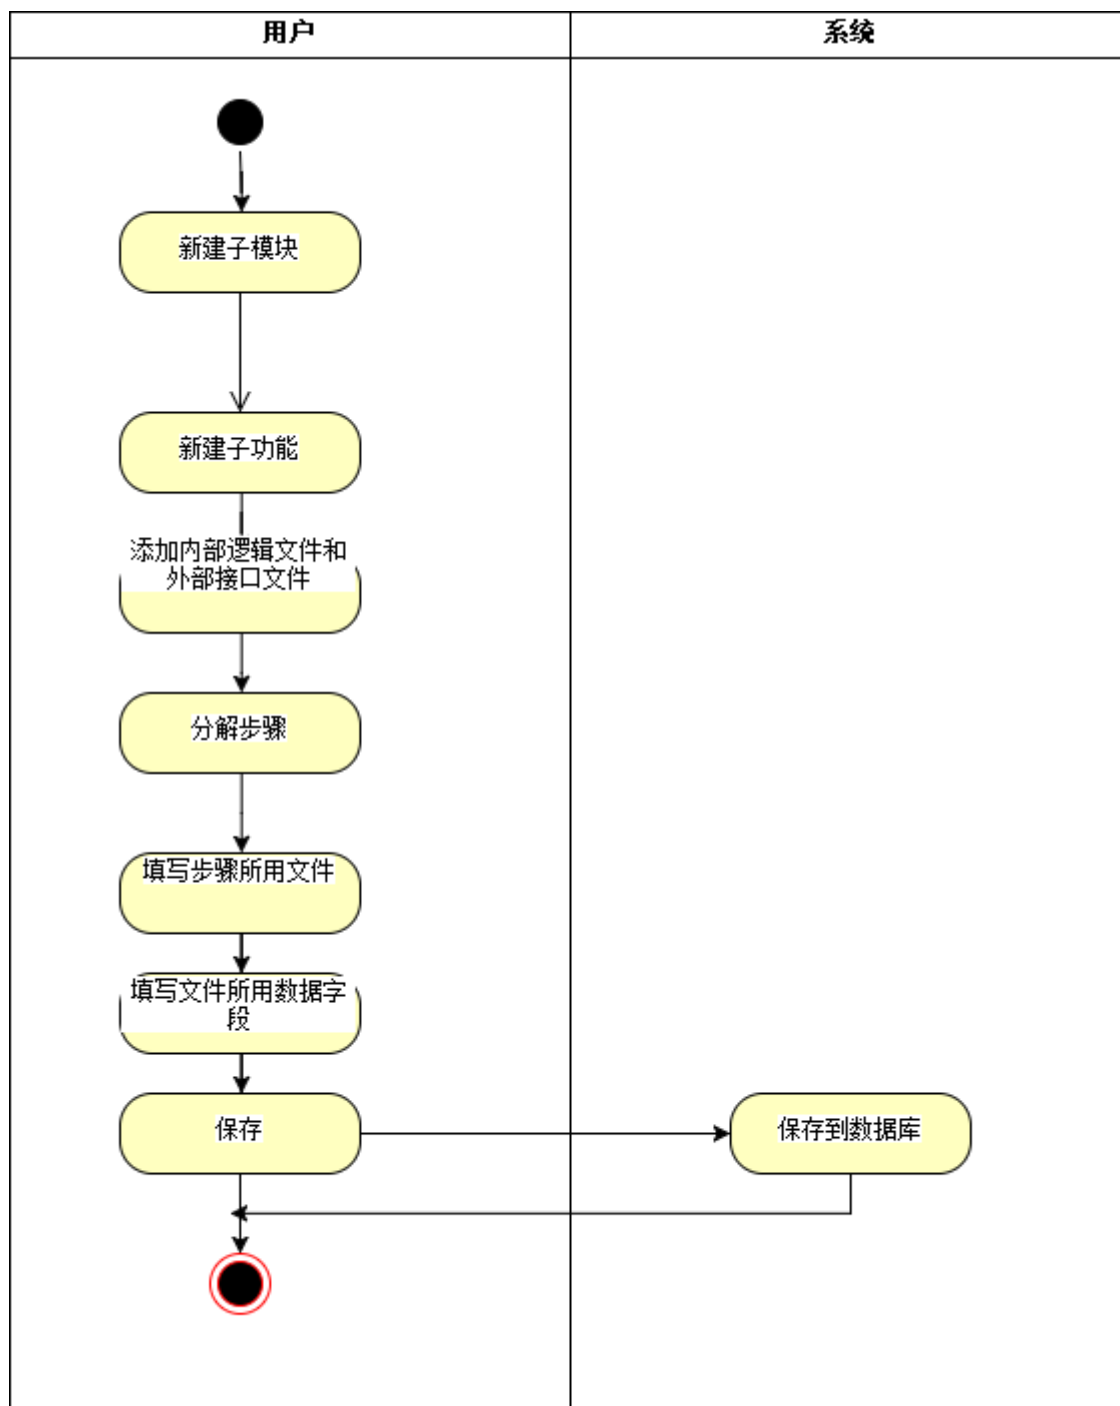 用户
系统
新建子模块
新建子功能
添加内部逻辑文件和
外部接口文件
分解步骤
填写步骤所用文件
填写文件所用数据字
段
保存
保存到数据库